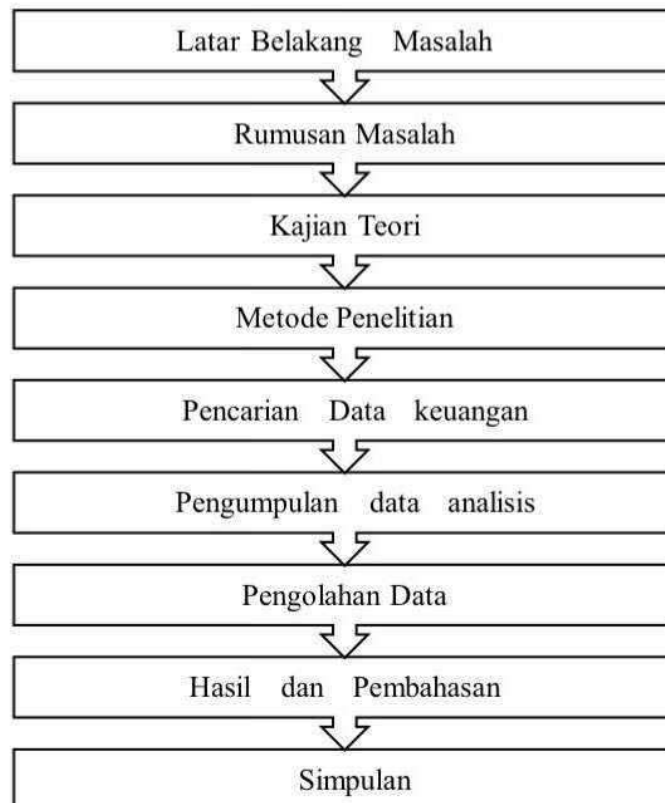 Latar Belakang Masalah
Rumusan Masalah
Kajian Teori
Metode Penelitian
Pencarian Data keuangan
Pengumpulan data analisis
Pengolahan Data
Hasil dan Pembahasan
Simpulan